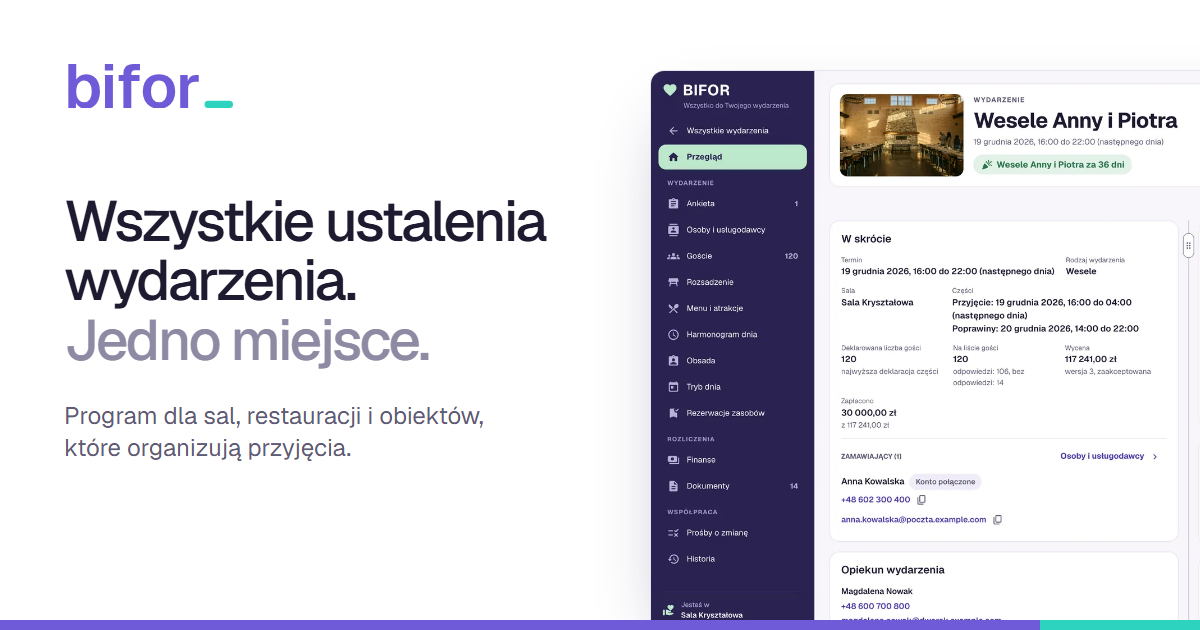 bifor_
Wszystkie ustalenia
wydarzenia.
Jedno miejsce.
Program dla sal, restauracji i obiektów,
które organizują przyjęcia.
BIFOR
Wszystko do Twojego wydarzenia
Wszystkie wydarzenia
Przegląd
WYDARZENIE
Ankieta 1
Osoby i usługodawcy
Goście 120
Rozsadzenie
Menu i atrakcje
Harmonogram dnia
Obsada
Tryb dnia
Rezerwacje zasobów
ROZLICZENIA
Finanse
Dokumenty 14
WSPÓŁPRACA
Prośby o zmianę
Historia
Jesteś w
Sala Kryształowa
WYDARZENIE
Wesele Anny i Piotra
19 grudnia 2026, 16:00 do 22:00 (następnego dnia)
Wesele Anny i Piotra za 36 dni
W skrócie
Termin Rodzaj wydarzenia
19 grudnia 2026, 16:00 do 22:00 (następnego dnia) Wesele
Sala Części
Sala Kryształowa Przyjęcie: 19 grudnia 2026, 16:00 do 04:00
(następnego dnia)
Poprawiny: 20 grudnia 2026, 14:00 do 22:00
Deklarowana liczba gości Na liście gości Wycena
120 120 117 241,00 zł
najwyższa deklaracja części odpowiedzi: 106, bez wersja 3, zaakceptowana
odpowiedzi: 14
Zapłacono
30 000,00 zł
z 117 241,00 zł
ZAMAWIAJĄCY (1) Osoby i usługodawcy
Anna Kowalska Konto połączone
+48 602 300 400
anna.kowalska@poczta.example.com
Opiekun wydarzenia
Magdalena Nowak
+48 600 700 800